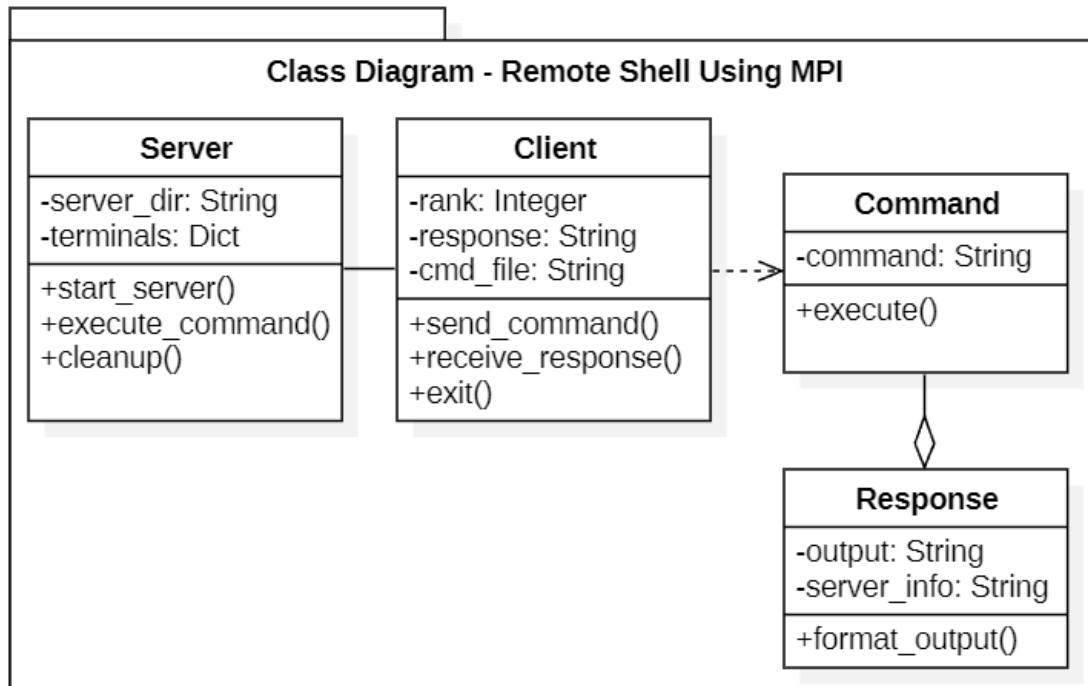 Class Diagram - Remote Shell Using MPI
Server
-server_dir: String
-terminals: Dict
+start_server()
+execute_command()
+cleanup()
Client
-rank: Integer
-response: String
-cmd_file: String
+send_command()
+receive_response()
+exit()
Command
-command: String
+execute()
Response
-output: String
-server_info: String
+format_output()